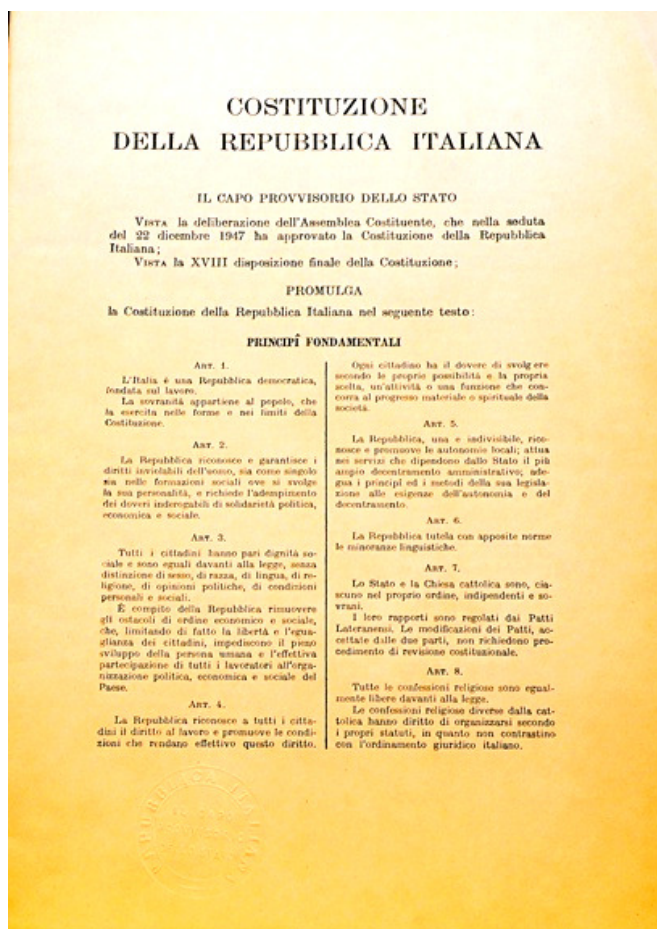 COSTITUZIONE
DELLA REPUBBLICA ITALIANA
IL CAPO PROVVISORIO DELLO STATO
VISTA la deliberazione dell'Assemblea Costituente, che nella seduta
del 22 dicembre 1947 ha approvato la Costituzione della Repubblica
Italiana;
VISTA la XVIII disposizione finale della Costituzione;
PROMULGA
la Costituzione della Repubblica Italiana nel seguente testo:
PRINCIPÎ FONDAMENTALI
ART. 1.
L'Italia è una Repubblica democratica,
fondata sul lavoro.
La sovranità appartiene al popolo, che
la esercita nelle forme e nei limiti della
Costituzione.
ART. 2.
La Repubblica riconosce e garantisce i
diritti inviolabili dell'uomo, sia come singolo
sia nelle formazioni sociali ove si svolge
la sua personalità, e richiede l'adempimento
dei doveri inderogabili di solidarietà politica,
economica e sociale.
ART. 3.
Tutti i cittadini hanno pari dignità so-
ciale e sono eguali davanti alla legge, senza
distinzione di sesso, di razza, di lingua, di re-
ligione, di opinioni politiche, di condizioni
personali e sociali.
È compito della Repubblica rimuovere
gli ostacoli di ordine economico e sociale,
che, limitando di fatto la libertà e l'egua-
glianza dei cittadini, impediscono il pieno
sviluppo della persona umana e l'effettiva
partecipazione di tutti i lavoratori all'orga-
nizzazione politica, economica e sociale del
Paese.
ART. 4.
La Repubblica riconosce a tutti i citta-
dini il diritto al lavoro e promuove le condi-
zioni che rendano effettivo questo diritto.
Ogni cittadino ha il dovere di svolgere
secondo le proprie possibilità e la propria
scelta, un'attività o una funzione che con-
corra al progresso materiale o spirituale della
società.
ART. 5.
La Repubblica, una e indivisibile, rico-
nosce e promuove le autonomie locali; attua
nei servizi che dipendono dallo Stato il più
ampio decentramento amministrativo; ade-
gua i principî ed i metodi della sua legisla-
zione alle esigenze dell'autonomia e del
decentramento.
ART. 6.
La Repubblica tutela con apposite norme
le minoranze linguistiche.
ART. 7.
Lo Stato e la Chiesa cattolica sono, cia-
scuno nel proprio ordine, indipendenti e so-
vrani.
I loro rapporti sono regolati dai Patti
Lateranensi. Le modificazioni dei Patti, ac-
cettate dalle due parti, non richiedono pro-
cedimento di revisione costituzionale.
ART. 8.
Tutte le confessioni religiose sono egual-
mente libere davanti alla legge.
Le confessioni religiose diverse dalla cat-
tolica hanno diritto di organizzarsi secondo
i propri statuti, in quanto non contrastino
con l'ordinamento giuridico italiano.